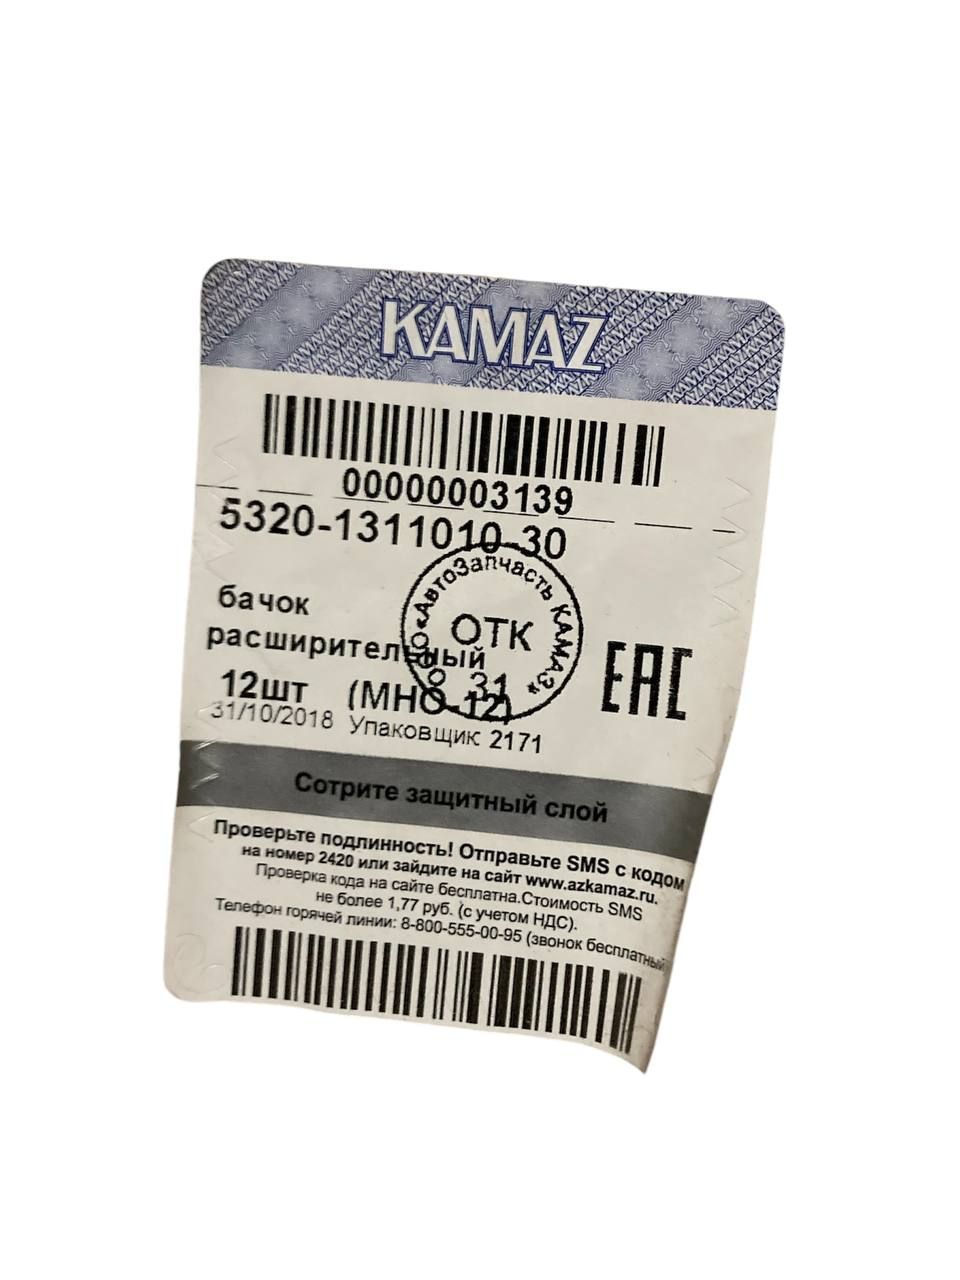 KAMAZ
00000003139
5320-1311010-30
бачок
расширительный
12шт (МНО-12)
31/10/2018 Упаковщик 2171
ООО «АвтоЗапчасть КАМАЗ»
ОТК
31
EAC
Сотрите защитный слой
Проверьте подлинность! Отправьте SMS с кодом
на номер 2420 или зайдите на сайт www.azkamaz.ru.
Проверка кода на сайте бесплатна.Стоимость SMS
не более 1,77 руб. (с учетом НДС).
Телефон горячей линии: 8-800-555-00-95 (звонок бесплатный)